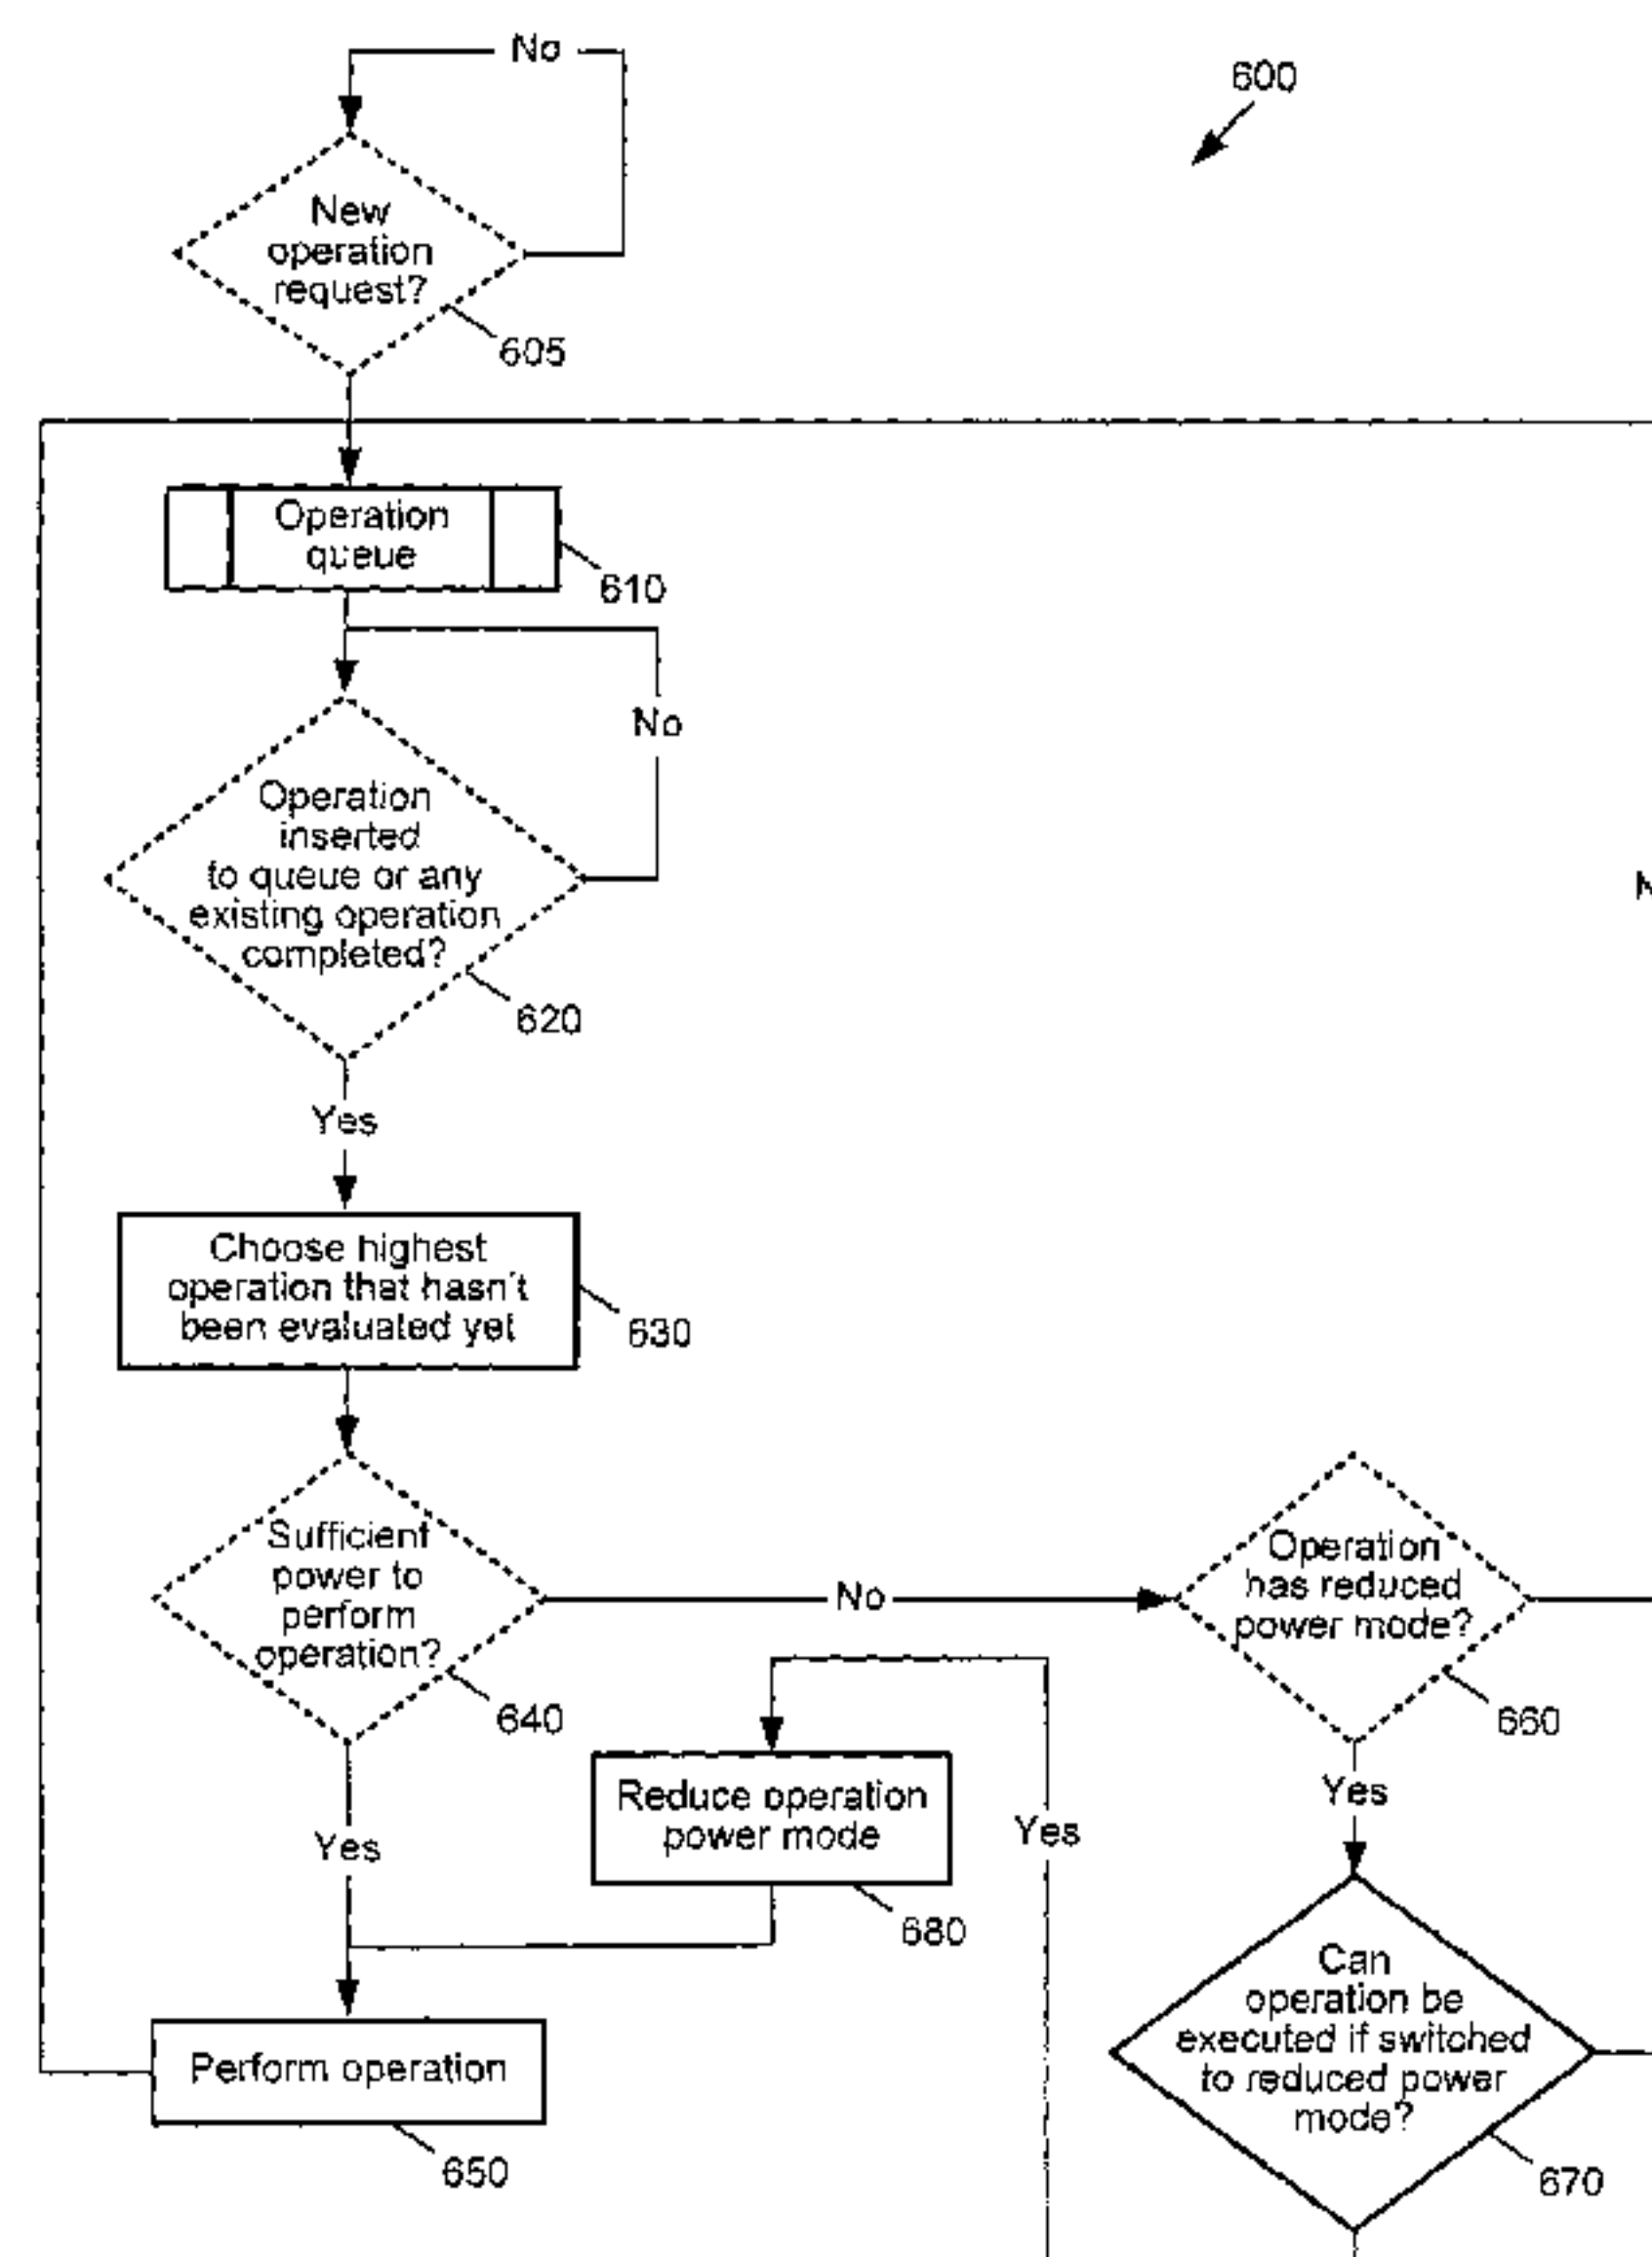 No
600
New
operation
request?
605
Operation
queue
610
No
Operation
inserted
to queue or any
existing operation
completed?
620
Yes
Choose highest
operation that hasn't
been evaluated yet
630
Sufficient
power to
perform
operation?
640
No
Operation
has reduced
power mode?
660
Yes
Reduce operation
power mode
680
Yes
Yes
Can
operation be
executed if switched
to reduced power
mode?
670
Perform operation
650